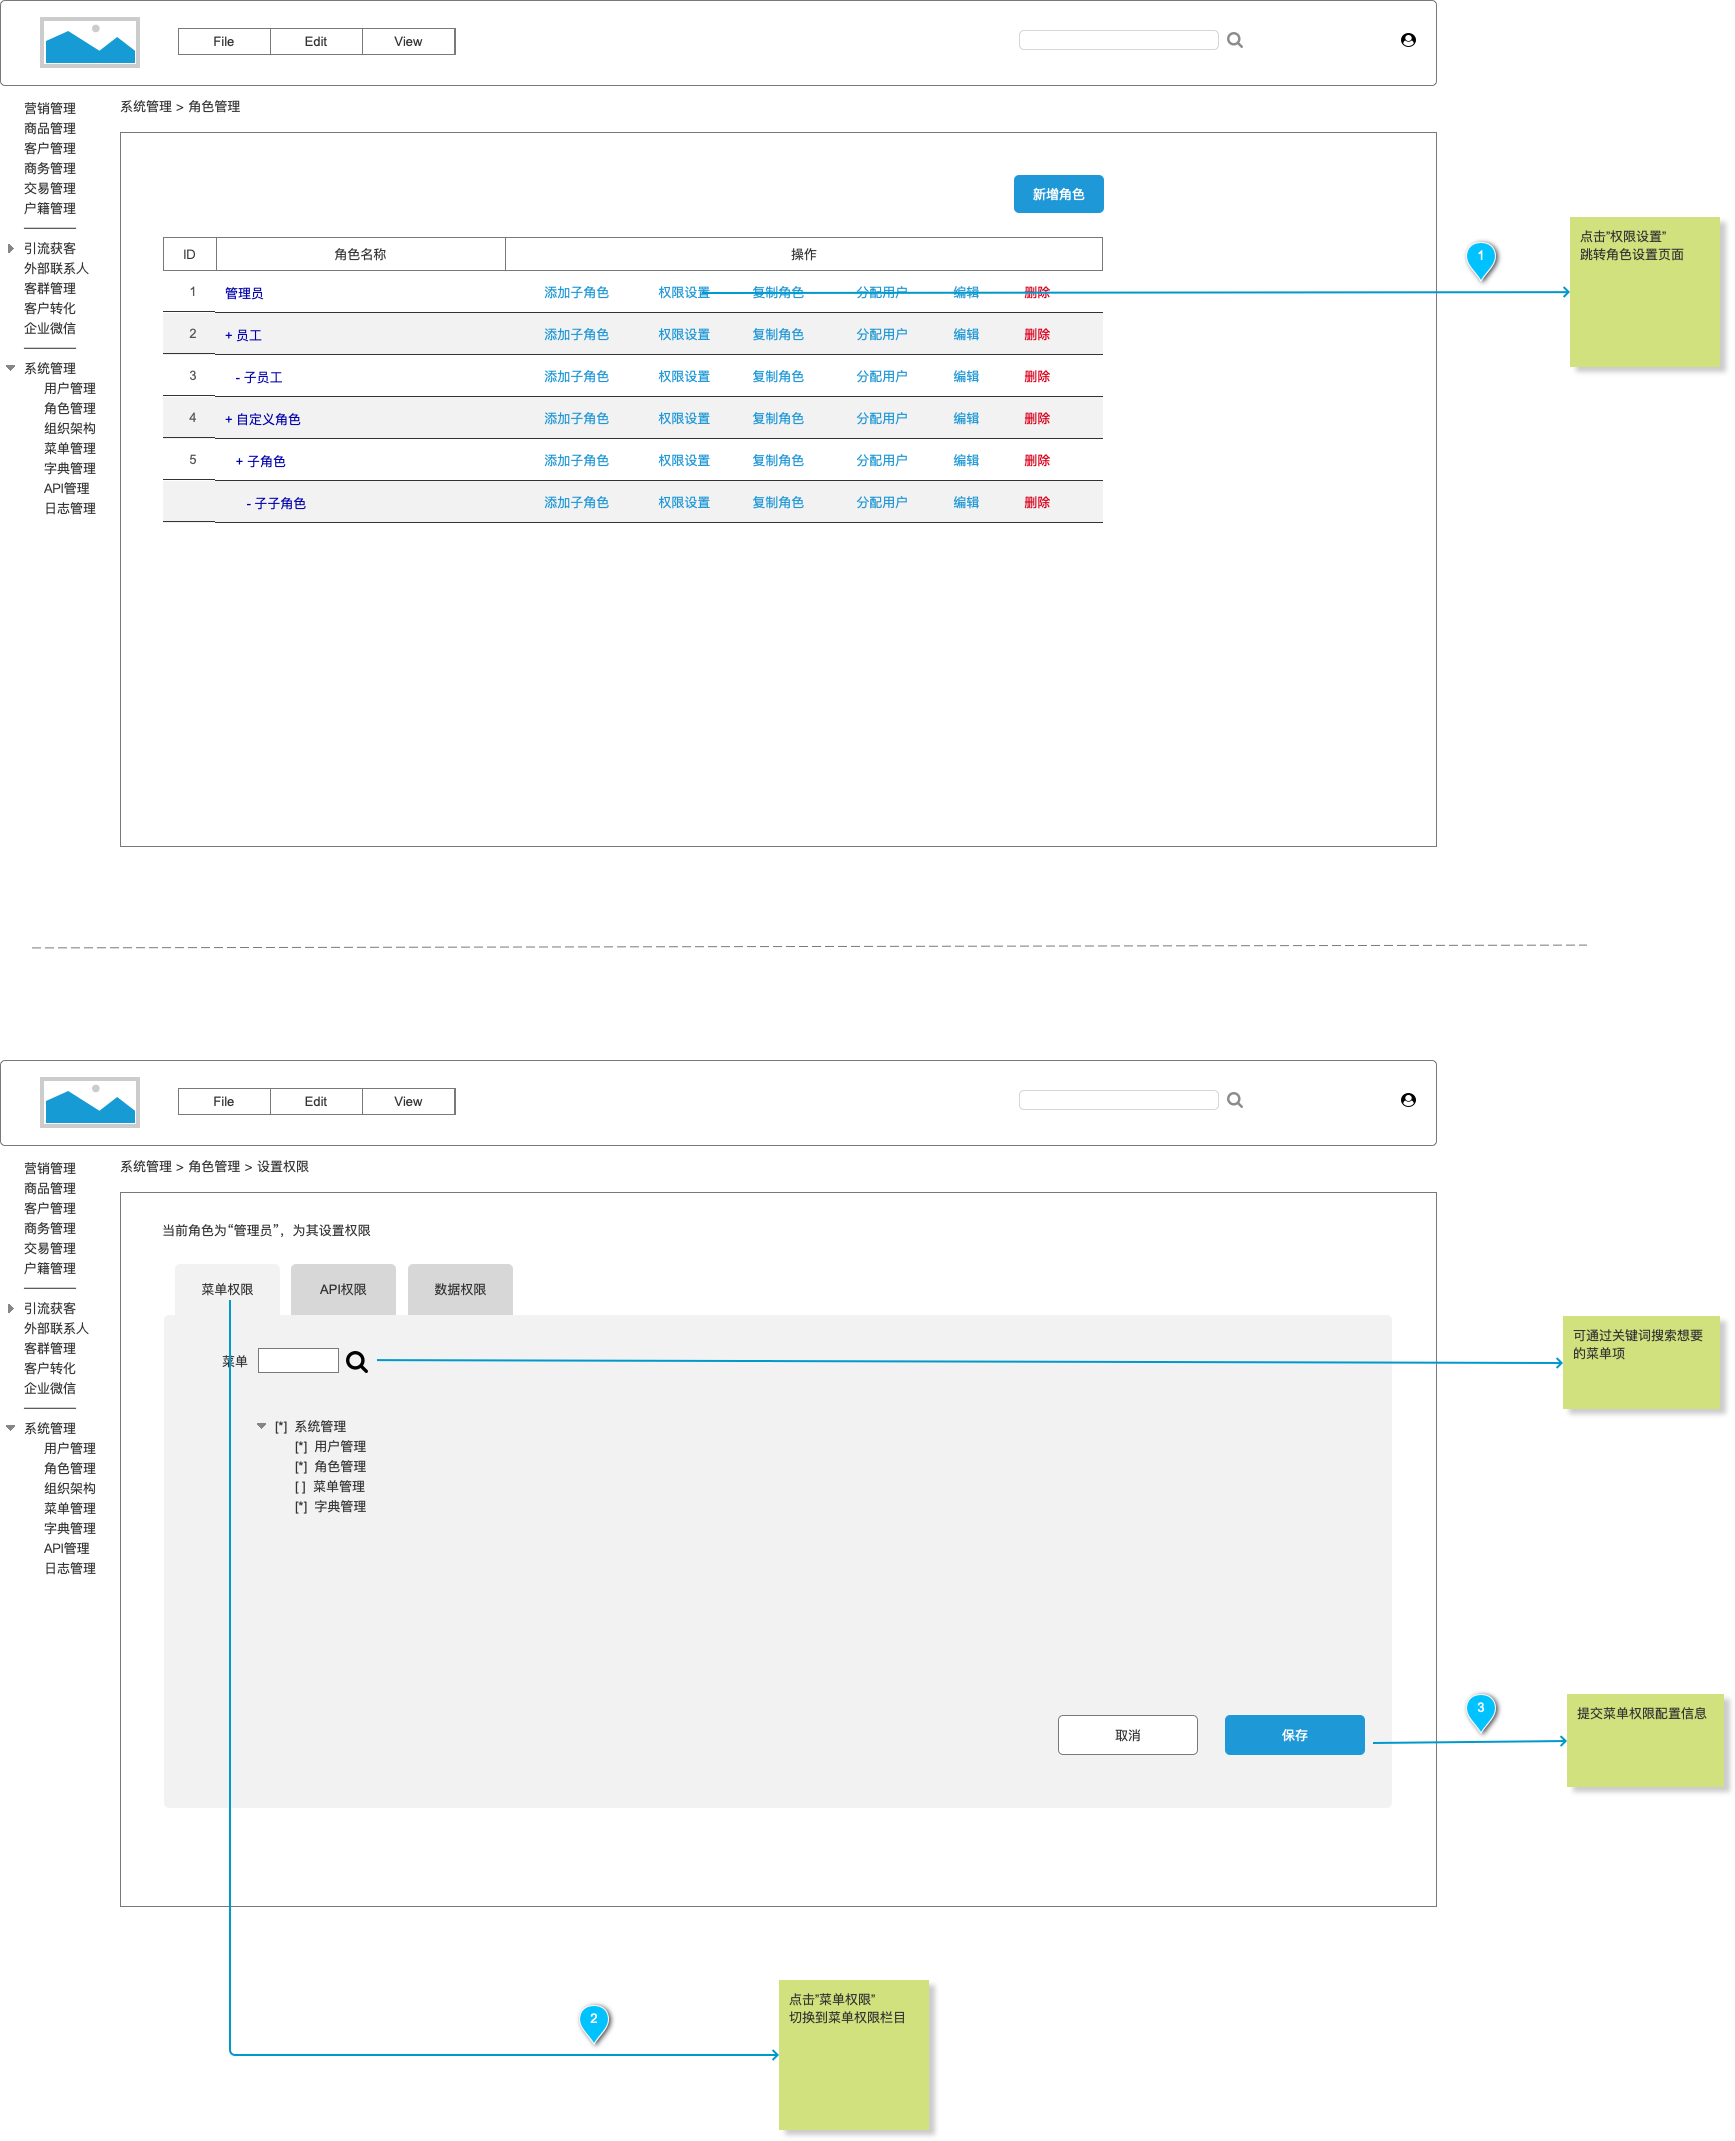 File Edit View
系统管理 > 角色管理
营销管理
商品管理
客户管理
商务管理
交易管理
户籍管理
引流获客
外部联系人
客群管理
客户转化
企业微信
系统管理
用户管理
角色管理
组织架构
菜单管理
字典管理
API管理
日志管理
新增角色
ID 角色名称 操作
1 管理员 添加子角色 权限设置 复制角色 分配用户 编辑 删除
2 + 员工 添加子角色 权限设置 复制角色 分配用户 编辑 删除
3 - 子员工 添加子角色 权限设置 复制角色 分配用户 编辑 删除
4 + 自定义角色 添加子角色 权限设置 复制角色 分配用户 编辑 删除
5 + 子角色 添加子角色 权限设置 复制角色 分配用户 编辑 删除
- 子子角色 添加子角色 权限设置 复制角色 分配用户 编辑 删除
1
点击”权限设置”
跳转角色设置页面
File Edit View
系统管理 > 角色管理 > 设置权限
营销管理
商品管理
客户管理
商务管理
交易管理
户籍管理
引流获客
外部联系人
客群管理
客户转化
企业微信
系统管理
用户管理
角色管理
组织架构
菜单管理
字典管理
API管理
日志管理
当前角色为“管理员”，为其设置权限
菜单权限 API权限 数据权限
菜单
[*] 系统管理
[*] 用户管理
[*] 角色管理
[ ] 菜单管理
[*] 字典管理
取消 保存
可通过关键词搜索想要
的菜单项
3
提交菜单权限配置信息
2
点击”菜单权限”
切换到菜单权限栏目